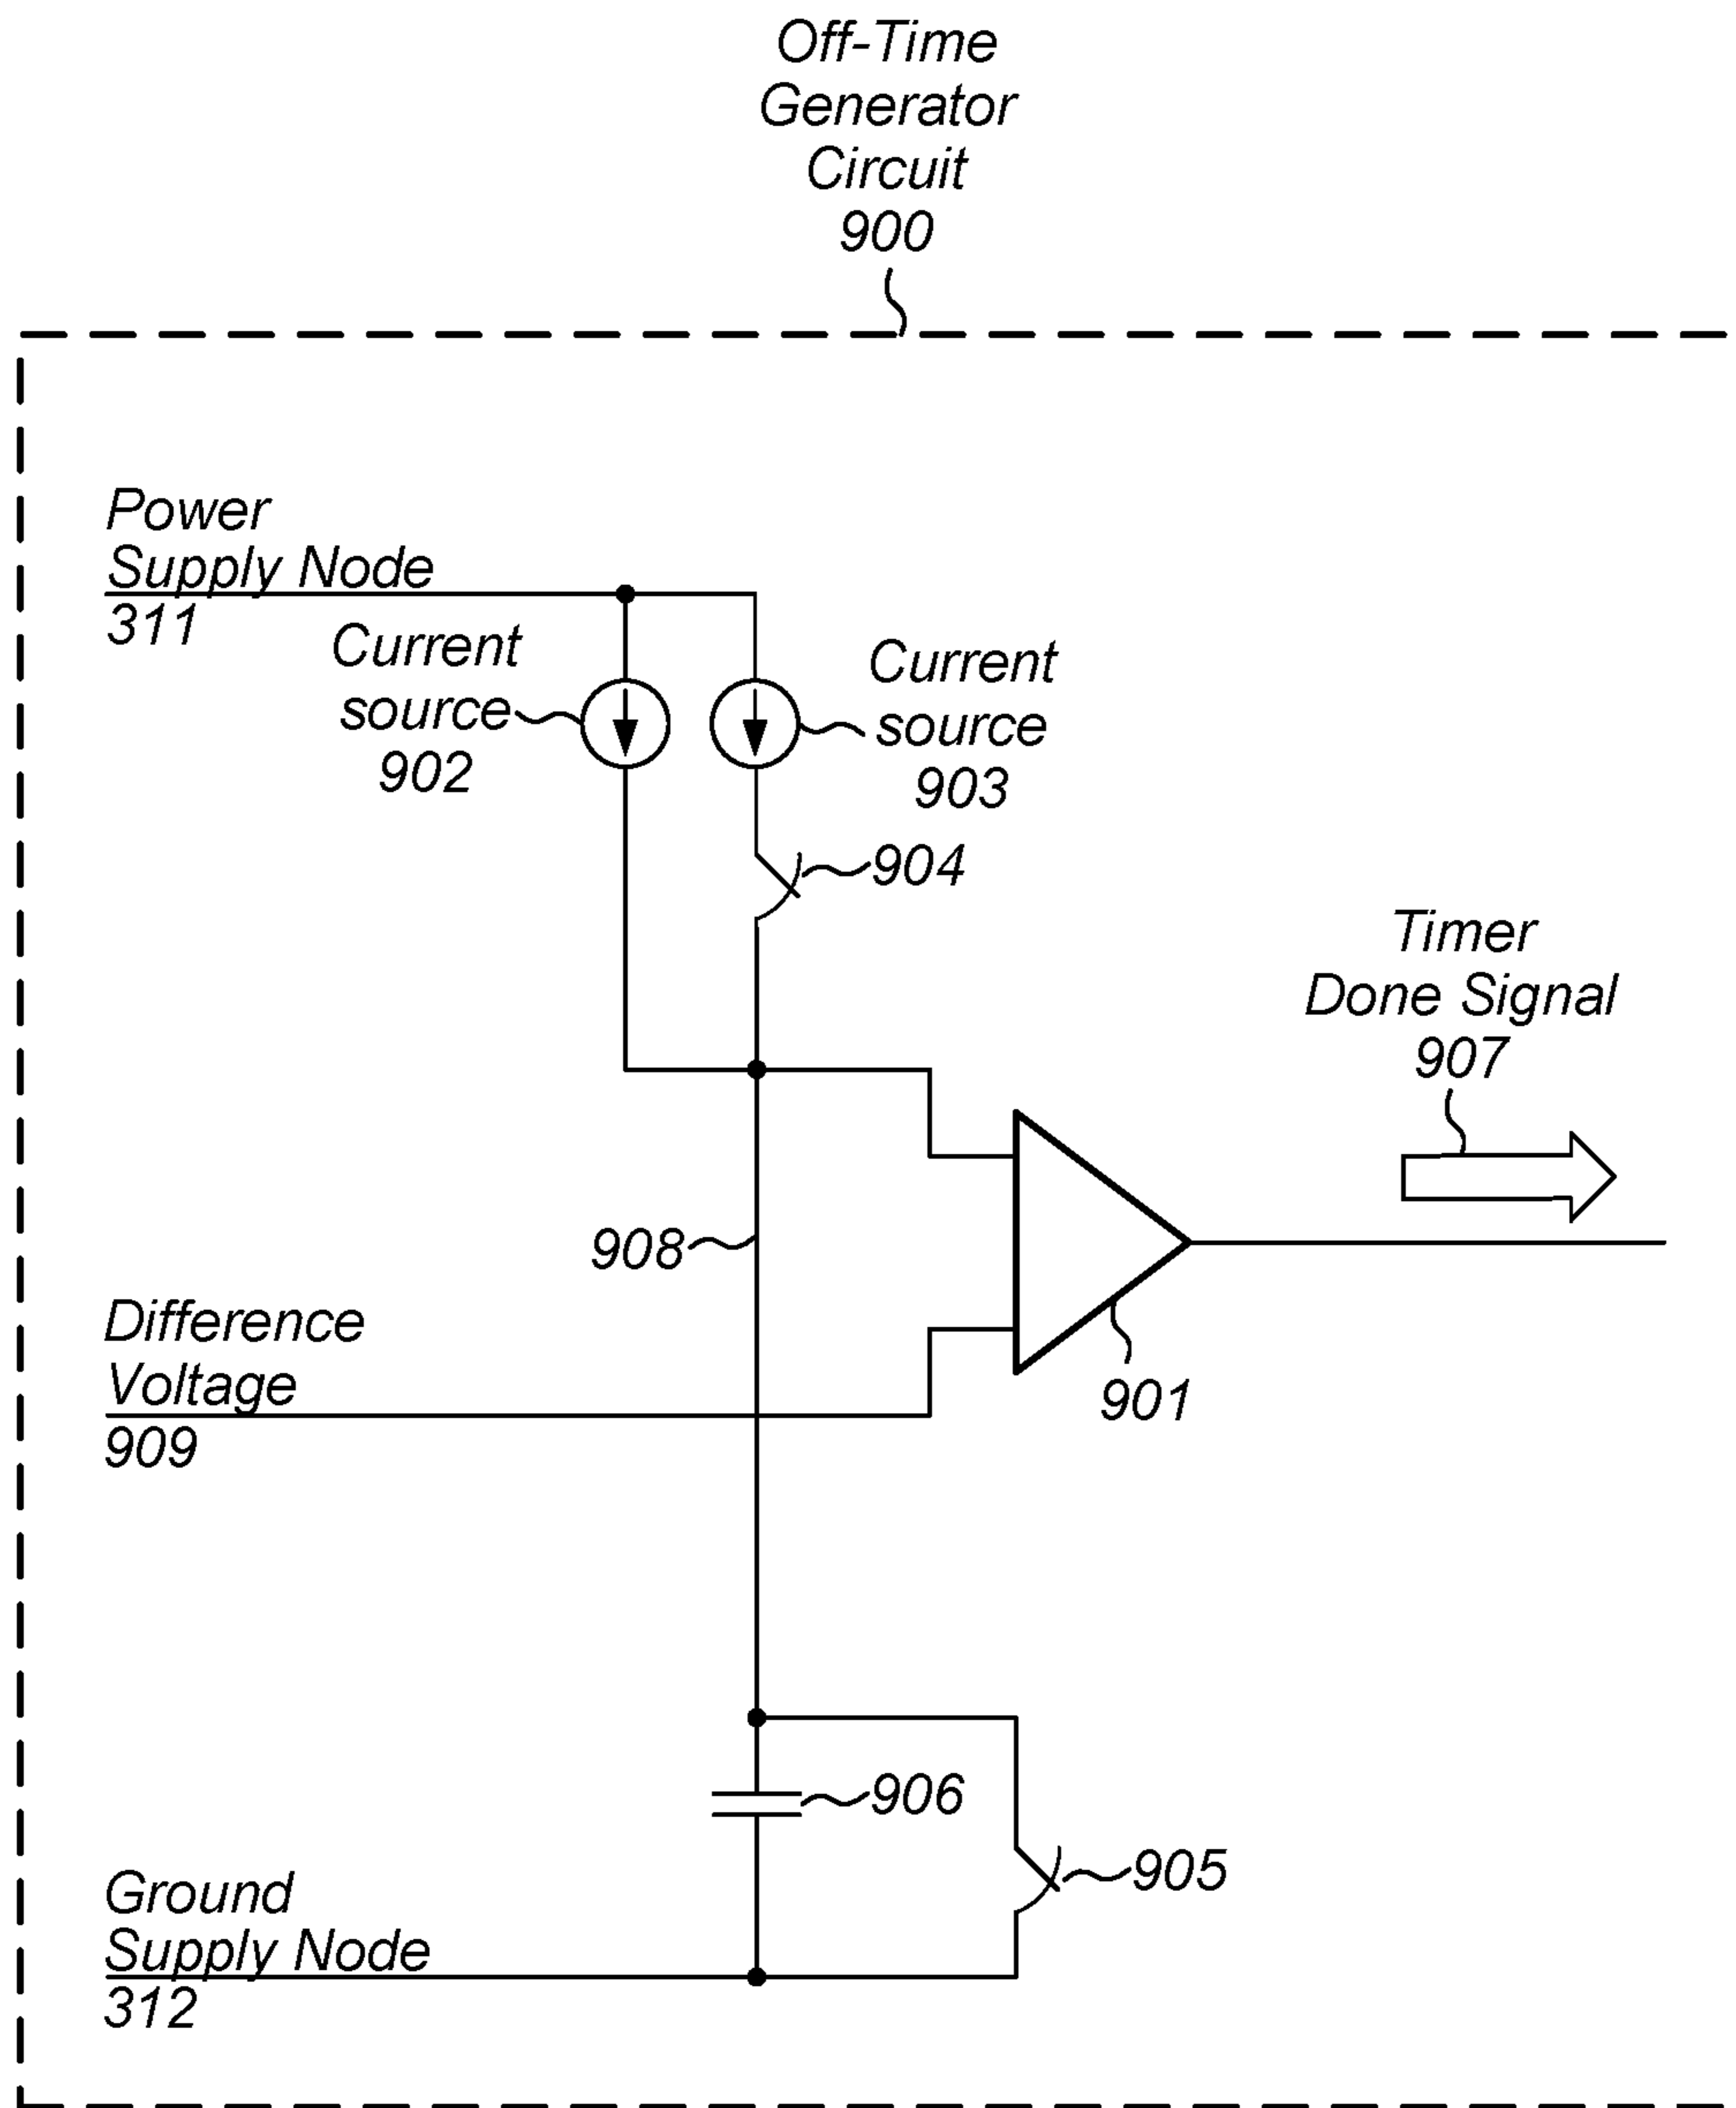 Off-Time
Generator
Circuit
900
Power
Supply Node
311
Current
source
902
Current
source
903
904
Timer
Done Signal
907
908
Difference
Voltage
909
901
906
905
Ground
Supply Node
312